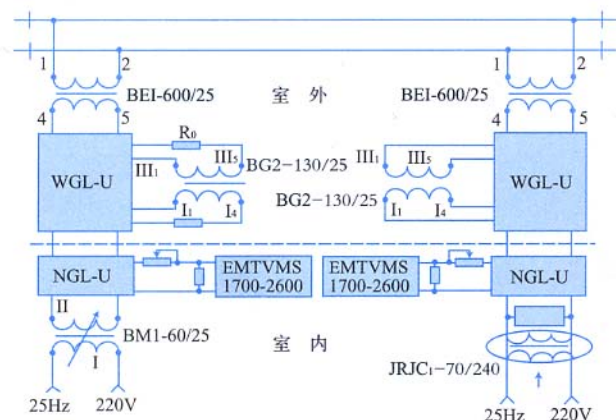 1 2 1 2
BEI-600/25 室 外 BEI-600/25
4 5 4 5
R₀
WGL-U III₁ III₅ BG2-130/25 III₁ III₅ WGL-U
I₁ I₄ BG2-130/25 I₁ I₄
NGL-U EMTVMS 1700-2600 EMTVMS 1700-2600 NGL-U
II
BM1-60/25 室 内
I JRJC₁-70/240
25Hz 220V 25Hz 220V